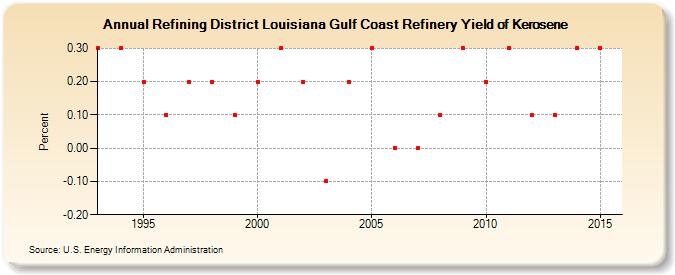 Annual Refining District Louisiana Gulf Coast Refinery Yield of Kerosene
Percent
0.30
0.20
0.10
0.00
-0.10
-0.20
1995 2000 2005 2010 2015
Source: U.S. Energy Information Administration